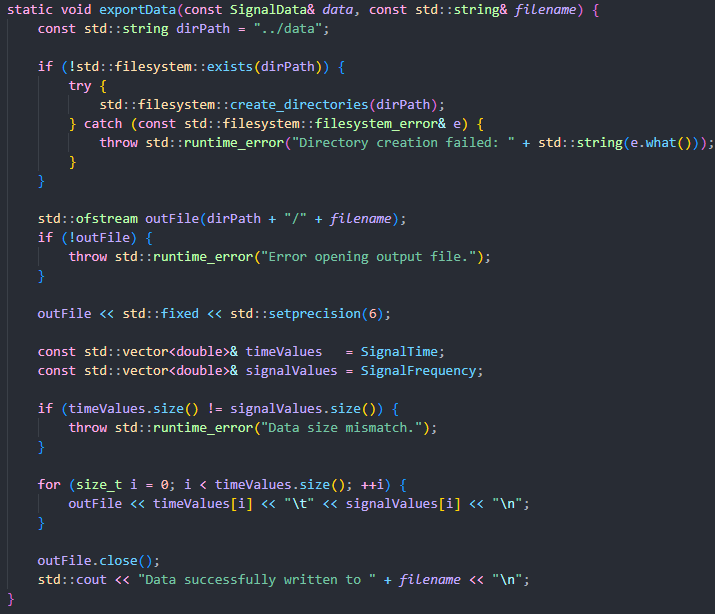 static void exportData(const SignalData& data, const std::string& filename) {
    const std::string dirPath = "../data";

    if (!std::filesystem::exists(dirPath)) {
        try {
            std::filesystem::create_directories(dirPath);
        } catch (const std::filesystem::filesystem_error& e) {
            throw std::runtime_error("Directory creation failed: " + std::string(e.what()));
        }
    }

    std::ofstream outFile(dirPath + "/" + filename);
    if (!outFile) {
        throw std::runtime_error("Error opening output file.");
    }

    outFile << std::fixed << std::setprecision(6);

    const std::vector<double>& timeValues   = SignalTime;
    const std::vector<double>& signalValues = SignalFrequency;

    if (timeValues.size() != signalValues.size()) {
        throw std::runtime_error("Data size mismatch.");
    }

    for (size_t i = 0; i < timeValues.size(); ++i) {
        outFile << timeValues[i] << "\t" << signalValues[i] << "\n";
    }

    outFile.close();
    std::cout << "Data successfully written to " + filename << "\n";
}